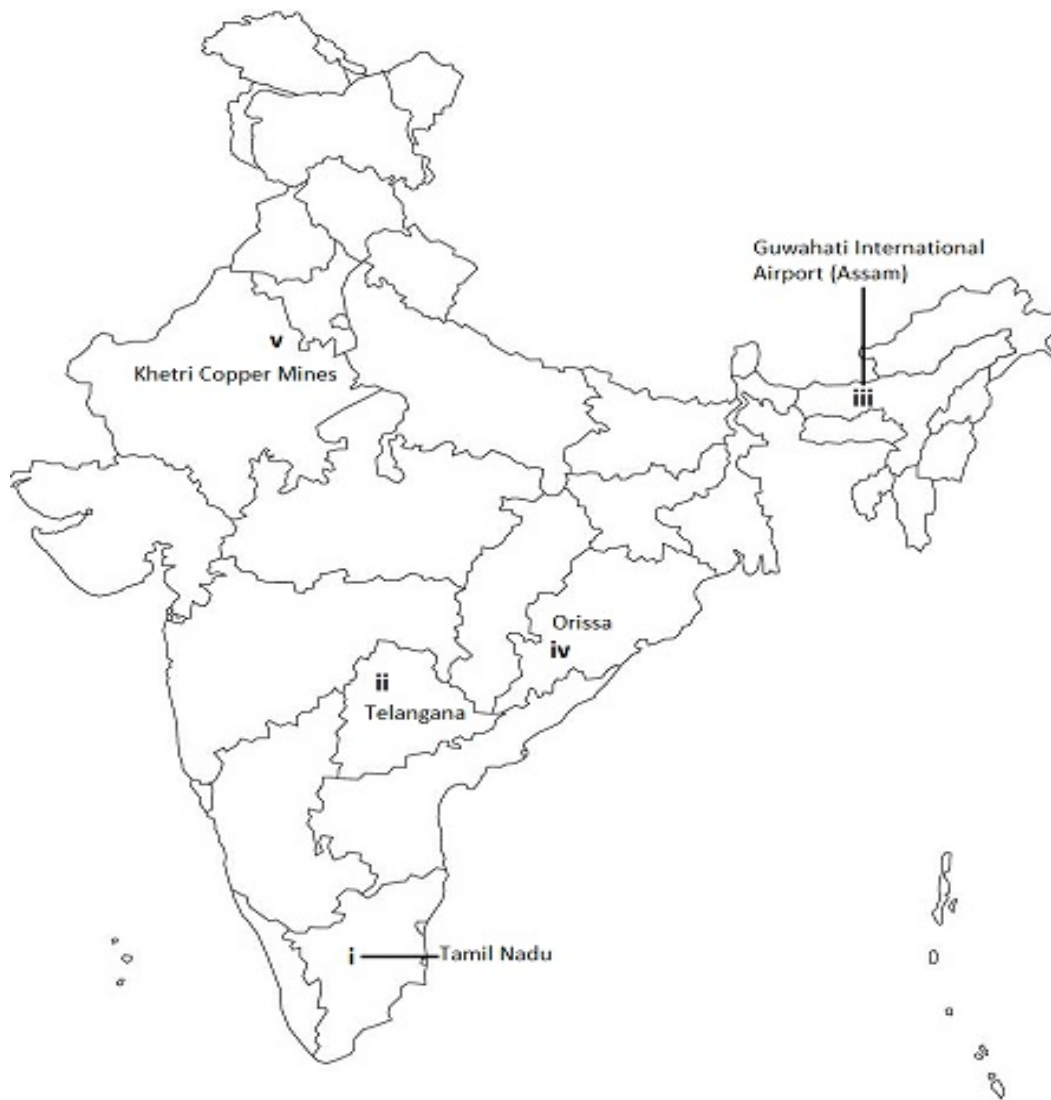 Guwahati International
Airport (Assam)
iii
v
Khetri Copper Mines
Orissa
iv
ii
Telangana
i
Tamil Nadu